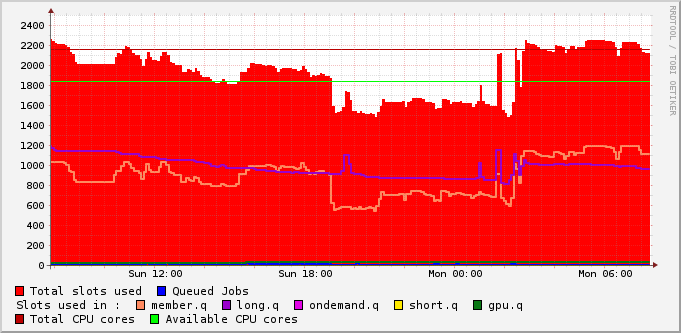 2400
2200
2000
1800
1600
1400
1200
1000
800
600
400
200
0
Sun 12:00 Sun 18:00 Mon 00:00 Mon 06:00
RRDTOOL / TOBI OETIKER
Total slots used Queued Jobs
Slots used in : member.q long.q ondemand.q short.q gpu.q
Total CPU cores Available CPU cores